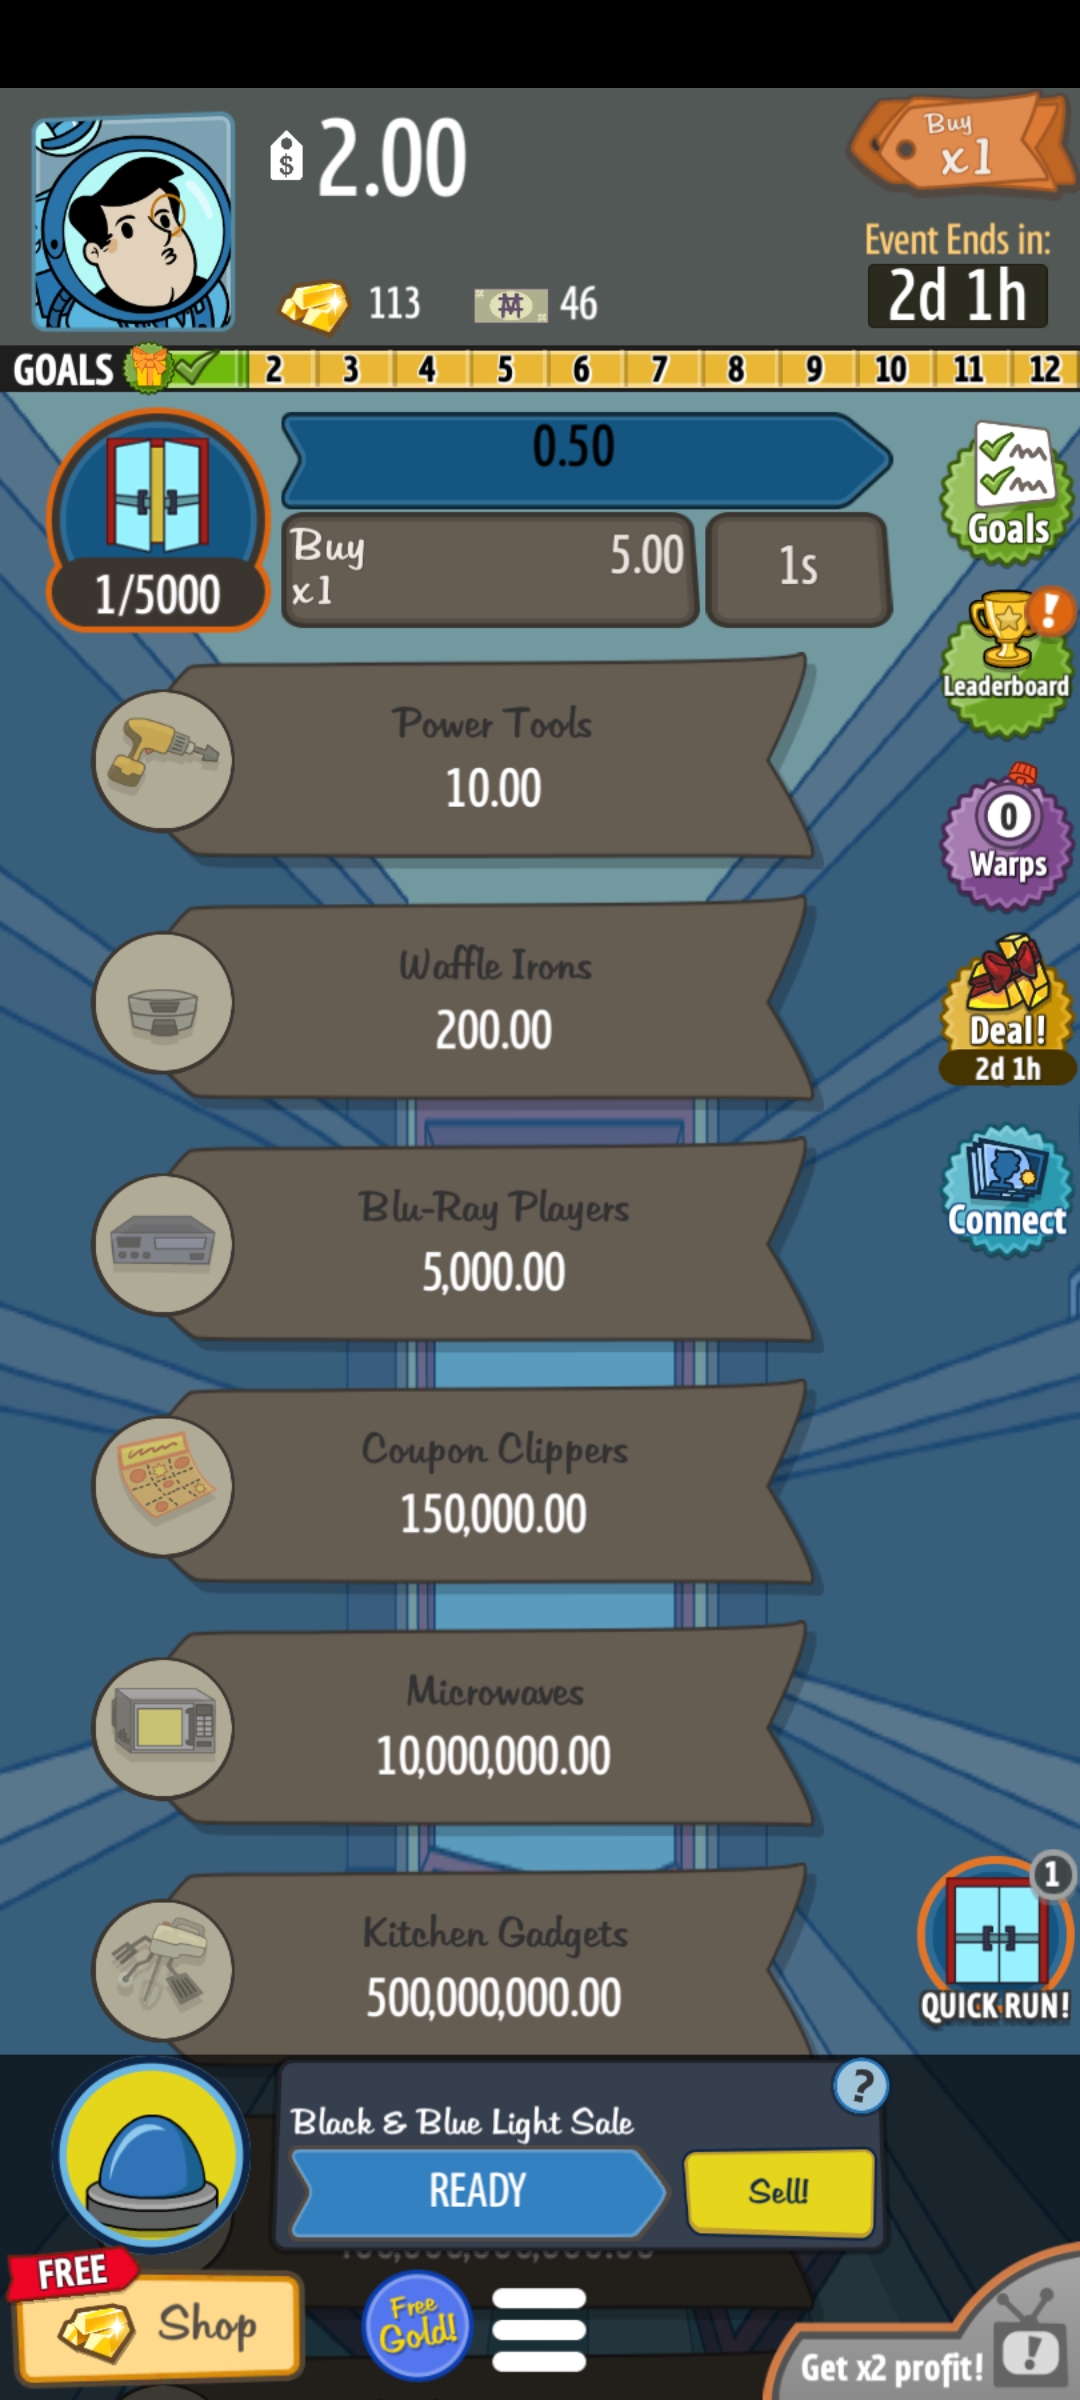 $ 2.00
Buy
x1
113
M 46
Event Ends in:
2d 1h
GOALS 2 3 4 5 6 7 8 9 10 11 12
0.50
Buy 5.00
x1
1s
1/5000
Goals
!
Leaderboard
Power Tools
10.00
0
Warps
Waffle Irons
200.00
Deal!
2d 1h
Blu-Ray Players
5,000.00
Connect
Coupon Clippers
150,000.00
Microwaves
10,000,000.00
Kitchen Gadgets
500,000,000.00
1
QUICK RUN!
?
Black & Blue Light Sale
READY
Sell!
FREE
Shop
Free
Gold!
Get x2 profit!
!